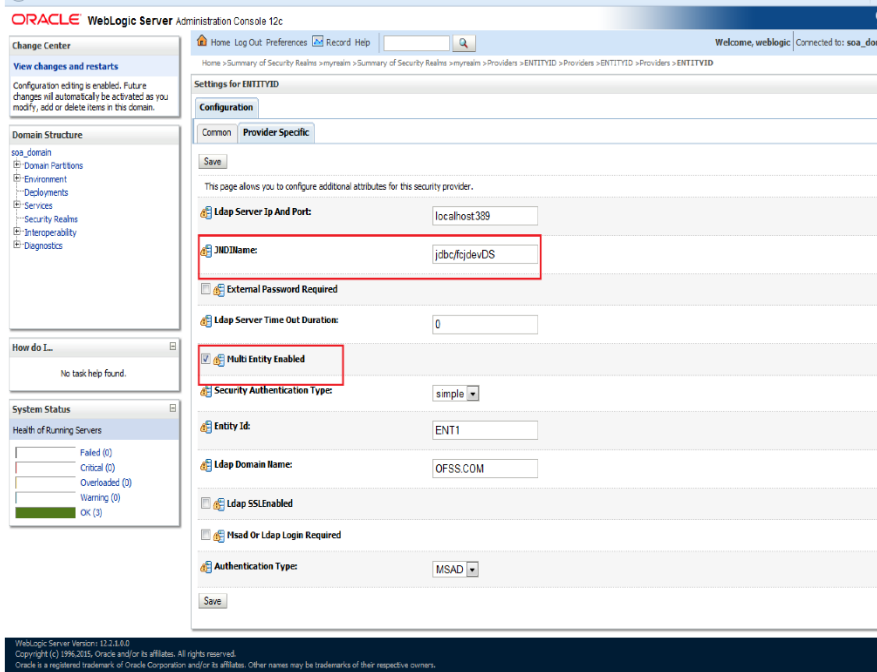 ORACLE WebLogic Server Administration Console 12c
Change Center
View changes and restarts
Configuration editing is enabled. Future
changes will automatically be activated as you
modify, add or delete items in this domain.
Domain Structure
soa_domain
Domain Partitions
Environment
Deployments
Services
Security Realms
Interoperability
Diagnostics
How do I...
No task help found.
System Status
Health of Running Servers
Failed (0)
Critical (0)
Overloaded (0)
Warning (0)
OK (3)
Home Log Out Preferences Record Help
Welcome, weblogic Connected to: soa_do
Home >Summary of Security Realms >myrealm >Summary of Security Realms >myrealm >Providers >ENTITYID >Providers >ENTITYID >Providers >ENTITYID
Settings for ENTITYID
Configuration
Common Provider Specific
Save
This page allows you to configure additional attributes for this security provider.
Ldap Server Ip And Port: localhost:389
JNDIName: jdbc/fcjdevDS
External Password Required
Ldap Server Time Out Duration: 0
Multi Entity Enabled
Security Authentication Type: simple
Entity Id: ENT1
Ldap Domain Name: OFSS.COM
Ldap SSLEnabled
Msad Or Ldap Login Required
Authentication Type: MSAD
Save
WebLogic Server Version: 12.2.1.0.0
Copyright (c) 1996,2015, Oracle and/or its affiliates. All rights reserved.
Oracle is a registered trademark of Oracle Corporation and/or its affiliates. Other names may be trademarks of their respective owners.